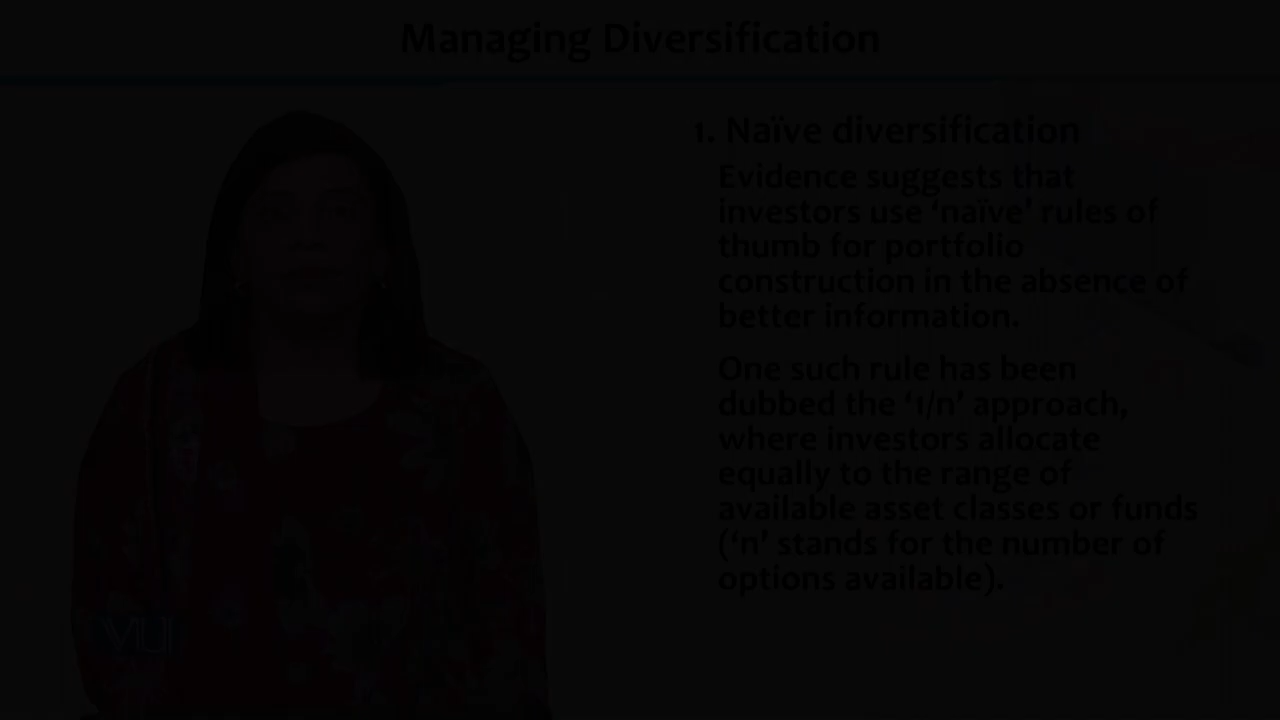 Managing Diversification
1. Naïve diversification
Evidence suggests that
investors use ‘naïve’ rules of
thumb for portfolio
construction in the absence of
better information.
One such rule has been
dubbed the ‘1/n’ approach,
where investors allocate
equally to the range of
available asset classes or funds
(‘n’ stands for the number of
options available).
VU